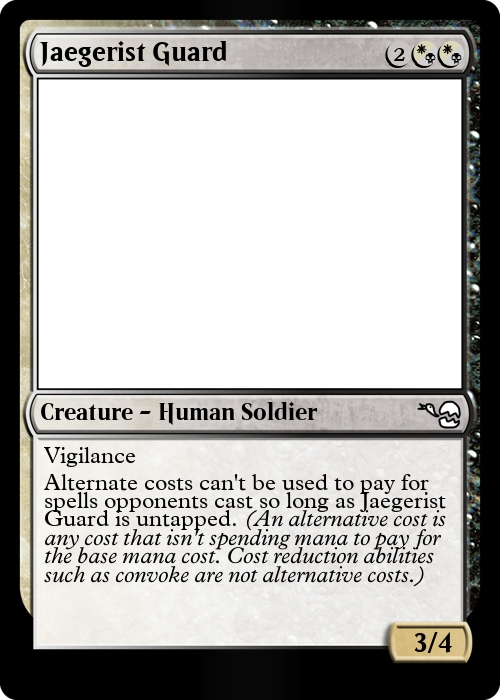 Jaegerist Guard 2
Creature – Human Soldier
Vigilance
Alternate costs can't be used to pay for
spells opponents cast so long as Jaegerist
Guard is untapped. (An alternative cost is
any cost that isn't spending mana to pay for
the base mana cost. Cost reduction abilities
such as convoke are not alternative costs.)
3/4